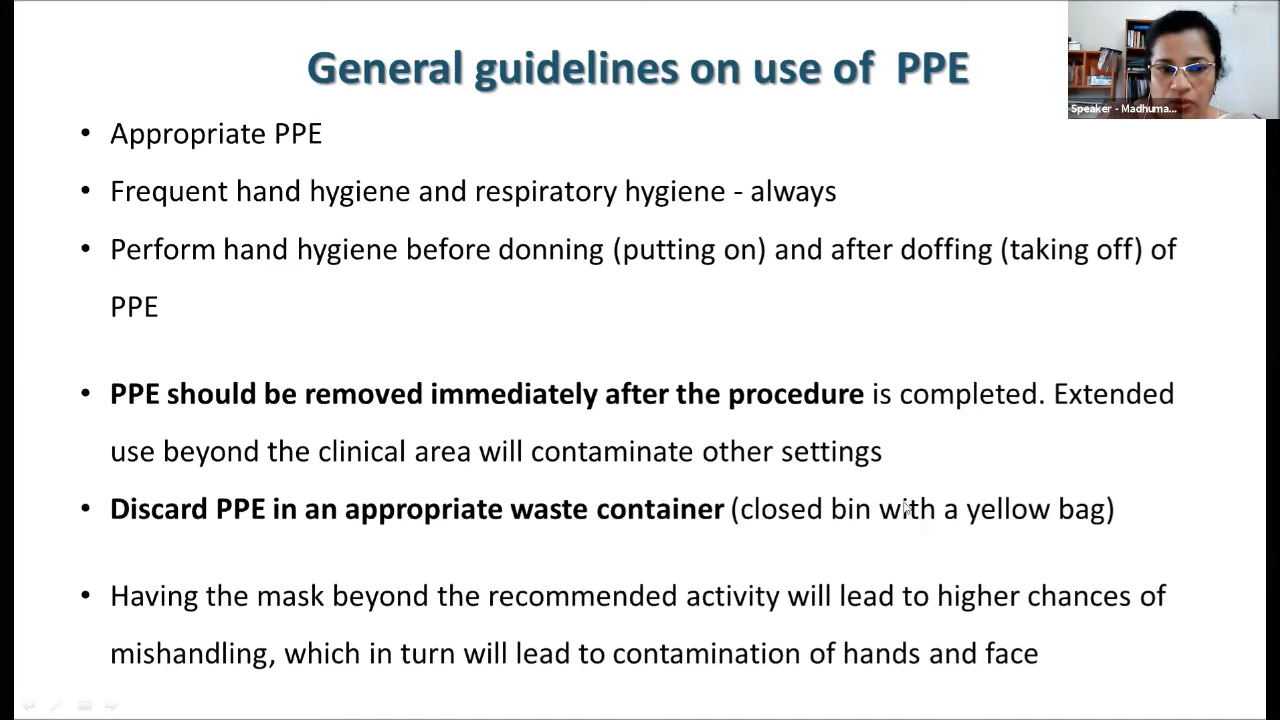 General guidelines on use of PPE
Speaker - Madhuma...
• Appropriate PPE
• Frequent hand hygiene and respiratory hygiene - always
• Perform hand hygiene before donning (putting on) and after doffing (taking off) of
PPE
• PPE should be removed immediately after the procedure is completed. Extended
use beyond the clinical area will contaminate other settings
• Discard PPE in an appropriate waste container (closed bin with a yellow bag)
• Having the mask beyond the recommended activity will lead to higher chances of
mishandling, which in turn will lead to contamination of hands and face